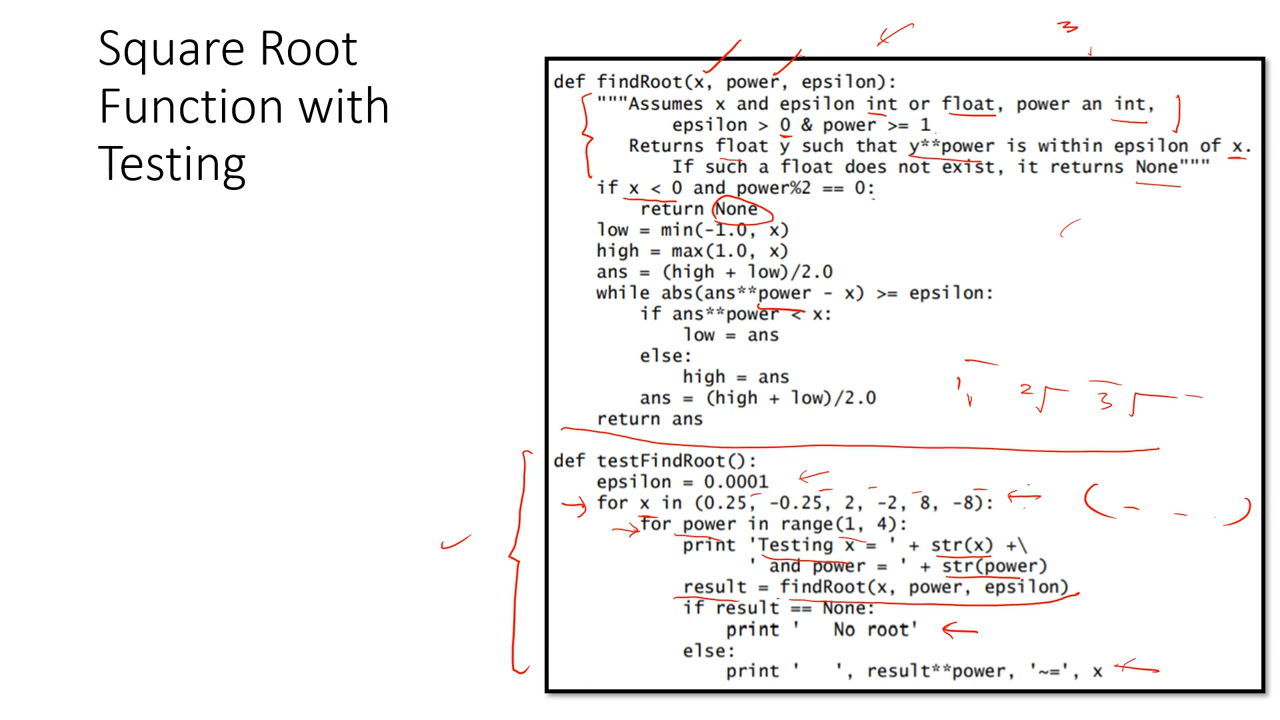 Square Root
Function with
Testing
3
def findRoot(x, power, epsilon):
"""Assumes x and epsilon int or float, power an int,
epsilon > 0 & power >= 1
Returns float y such that y**power is within epsilon of x.
If such a float does not exist, it returns None"""
if x < 0 and power%2 == 0:
return None
low = min(-1.0, x)
high = max(1.0, x)
ans = (high + low)/2.0
while abs(ans**power - x) >= epsilon:
if ans**power < x:
low = ans
else:
high = ans
ans = (high + low)/2.0
return ans
1 2√ 3√
def testFindRoot():
epsilon = 0.0001
for x in (0.25, -0.25, 2, -2, 8, -8):
for power in range(1, 4):
print 'Testing x = ' + str(x) +\
' and power = ' + str(power)
result = findRoot(x, power, epsilon)
if result == None:
print '   No root'
else:
print '   ', result**power, '~=', x